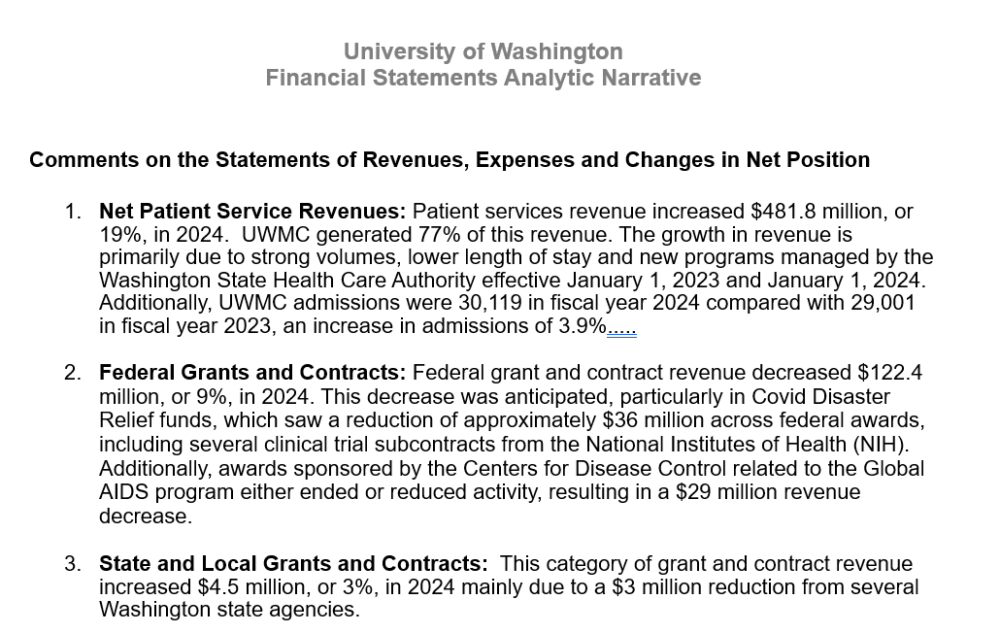 University of Washington
Financial Statements Analytic Narrative
Comments on the Statements of Revenues, Expenses and Changes in Net Position
1. Net Patient Service Revenues: Patient services revenue increased $481.8 million, or
19%, in 2024.  UWMC generated 77% of this revenue. The growth in revenue is
primarily due to strong volumes, lower length of stay and new programs managed by the
Washington State Health Care Authority effective January 1, 2023 and January 1, 2024.
Additionally, UWMC admissions were 30,119 in fiscal year 2024 compared with 29,001
in fiscal year 2023, an increase in admissions of 3.9%.....
2. Federal Grants and Contracts: Federal grant and contract revenue decreased $122.4
million, or 9%, in 2024. This decrease was anticipated, particularly in Covid Disaster
Relief funds, which saw a reduction of approximately $36 million across federal awards,
including several clinical trial subcontracts from the National Institutes of Health (NIH).
Additionally, awards sponsored by the Centers for Disease Control related to the Global
AIDS program either ended or reduced activity, resulting in a $29 million revenue
decrease.
3. State and Local Grants and Contracts:  This category of grant and contract revenue
increased $4.5 million, or 3%, in 2024 mainly due to a $3 million reduction from several
Washington state agencies.